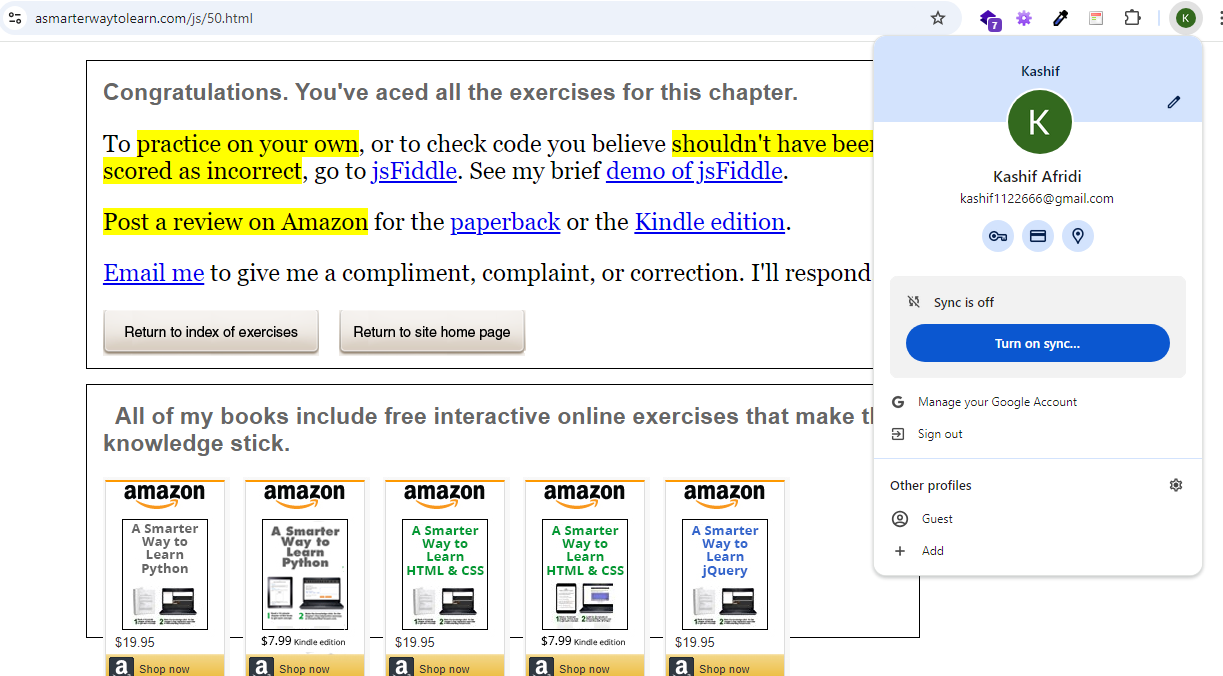 asmarterwaytolearn.com/js/50.html
7
K
Congratulations. You've aced all the exercises for this chapter.
To practice on your own, or to check code you believe shouldn't have been
scored as incorrect, go to jsFiddle. See my brief demo of jsFiddle.
Post a review on Amazon for the paperback or the Kindle edition.
Email me to give me a compliment, complaint, or correction. I'll respond
Return to index of exercises
Return to site home page
All of my books include free interactive online exercises that make th
knowledge stick.
amazon
A Smarter
Way to
Learn
Python
$19.95
a Shop now
amazon
A Smarter
Way to
Learn
Python
$7.99 Kindle edition
a Shop now
amazon
A Smarter
Way to
Learn
HTML & CSS
$19.95
a Shop now
amazon
A Smarter
Way to
Learn
HTML & CSS
$7.99 Kindle edition
a Shop now
amazon
A Smarter
Way to
Learn
jQuery
$19.95
a Shop now
Kashif
K
Kashif Afridi
kashif1122666@gmail.com
Sync is off
Turn on sync...
G Manage your Google Account
Sign out
Other profiles
Guest
Add